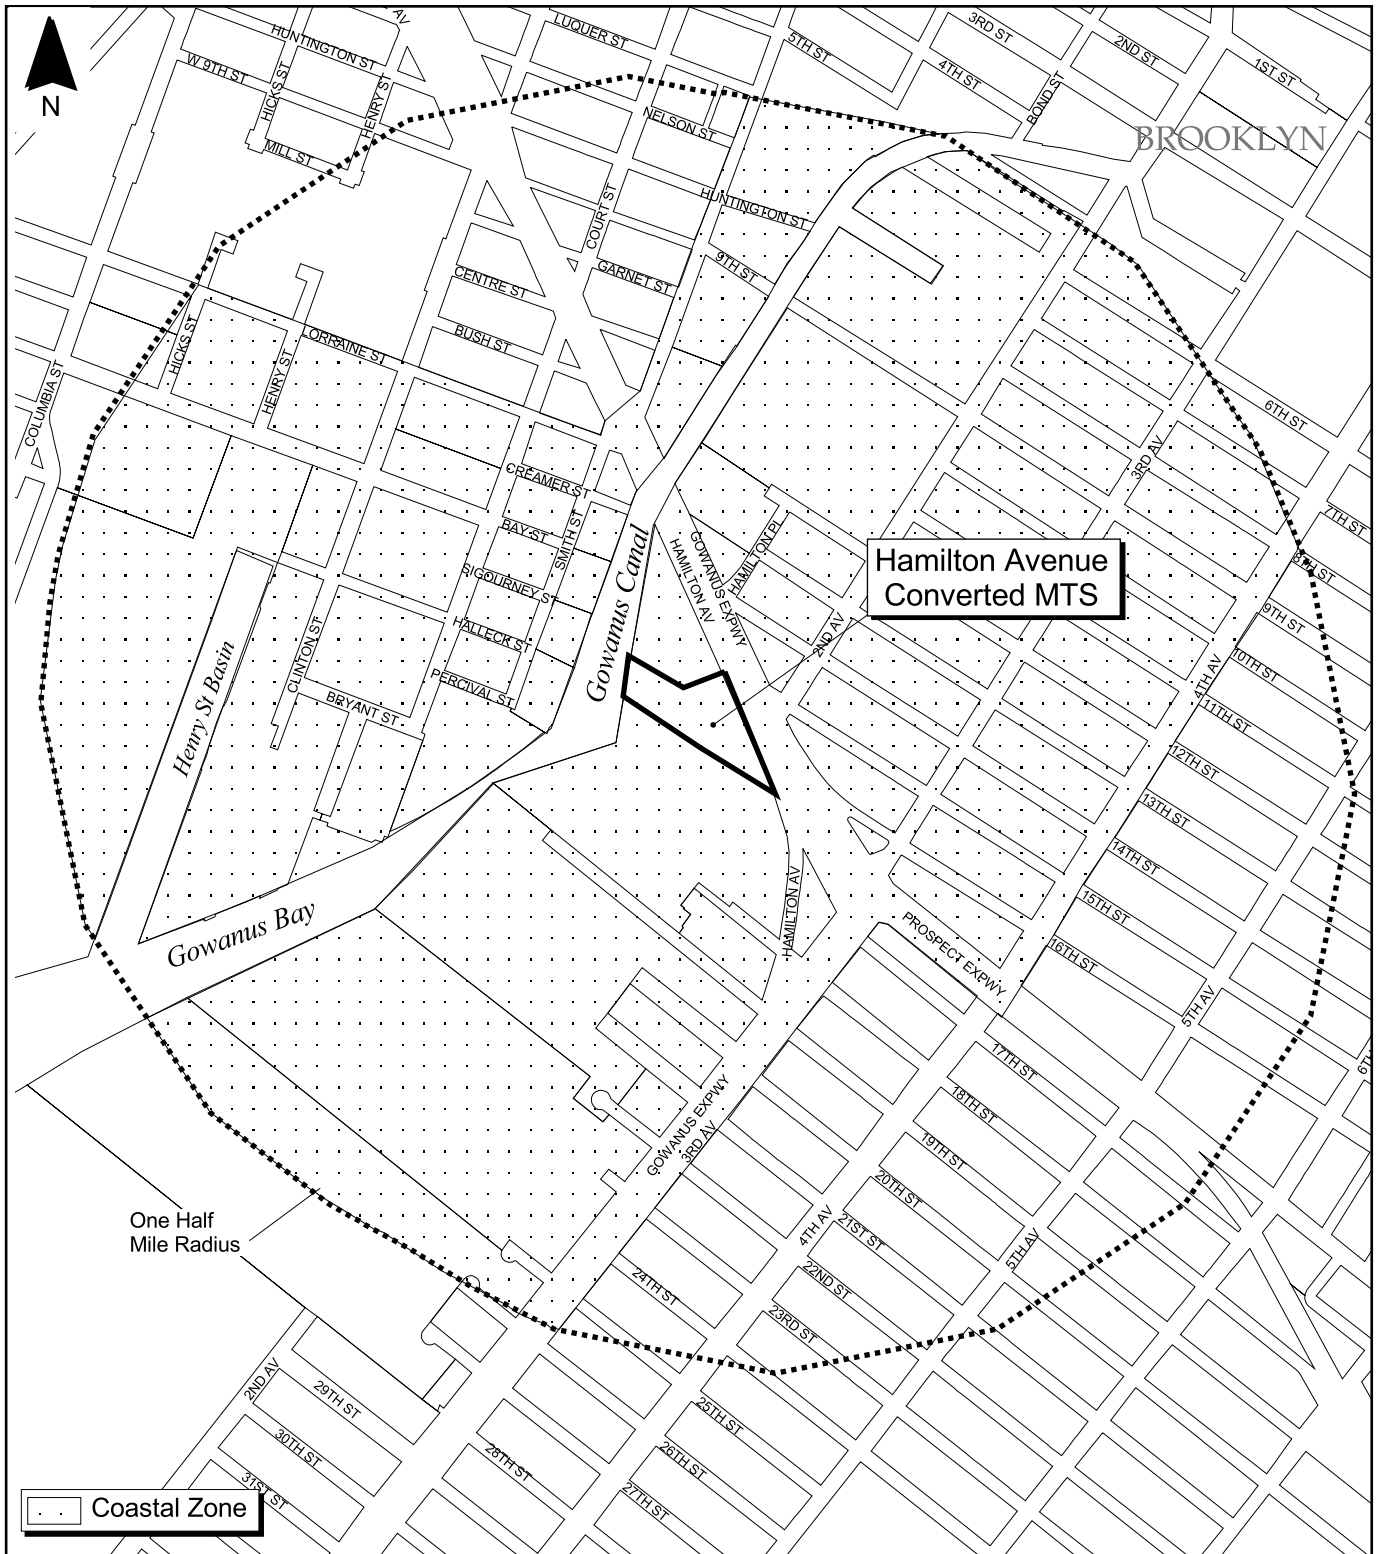 N
AV
LUQUER ST
HUNTINGTON ST
W 9TH ST
HICKS ST
HENRY ST
MILL ST
5TH ST
3RD ST
2ND ST
1ST ST
4TH ST
BOND ST
BROOKLYN
NELSON ST
HUNTINGTON ST
COURT ST
9TH ST
GARNET ST
CENTRE ST
BUSH ST
LORRAINE ST
HICKS ST
HENRY ST
COLUMBIA ST
6TH ST
3RD AV
7TH ST
8TH ST
9TH ST
10TH ST
11TH ST
12TH ST
13TH ST
14TH ST
15TH ST
16TH ST
4TH AV
CREAMER ST
BAY ST
SMITH ST
SIGOURNEY ST
HALLECK ST
PERCIVAL ST
CLINTON ST
BRYANT ST
Henry St Basin
Gowanus Canal
HAMILTON AV
GOWANUS EXPWY
HAMILTON PL
2ND AV
Hamilton Avenue
Converted MTS
Gowanus Bay
HAMILTON AV
PROSPECT EXPWY
5TH AV
6TH
17TH ST
18TH ST
19TH ST
20TH ST
21ST ST
22ND ST
23RD ST
24TH ST
GOWANUS EXPWY
3RD AV
4TH AV
5TH AV
One Half
Mile Radius
2ND AV
29TH ST
30TH ST
31ST ST
25TH ST
26TH ST
27TH ST
28TH ST
Coastal Zone